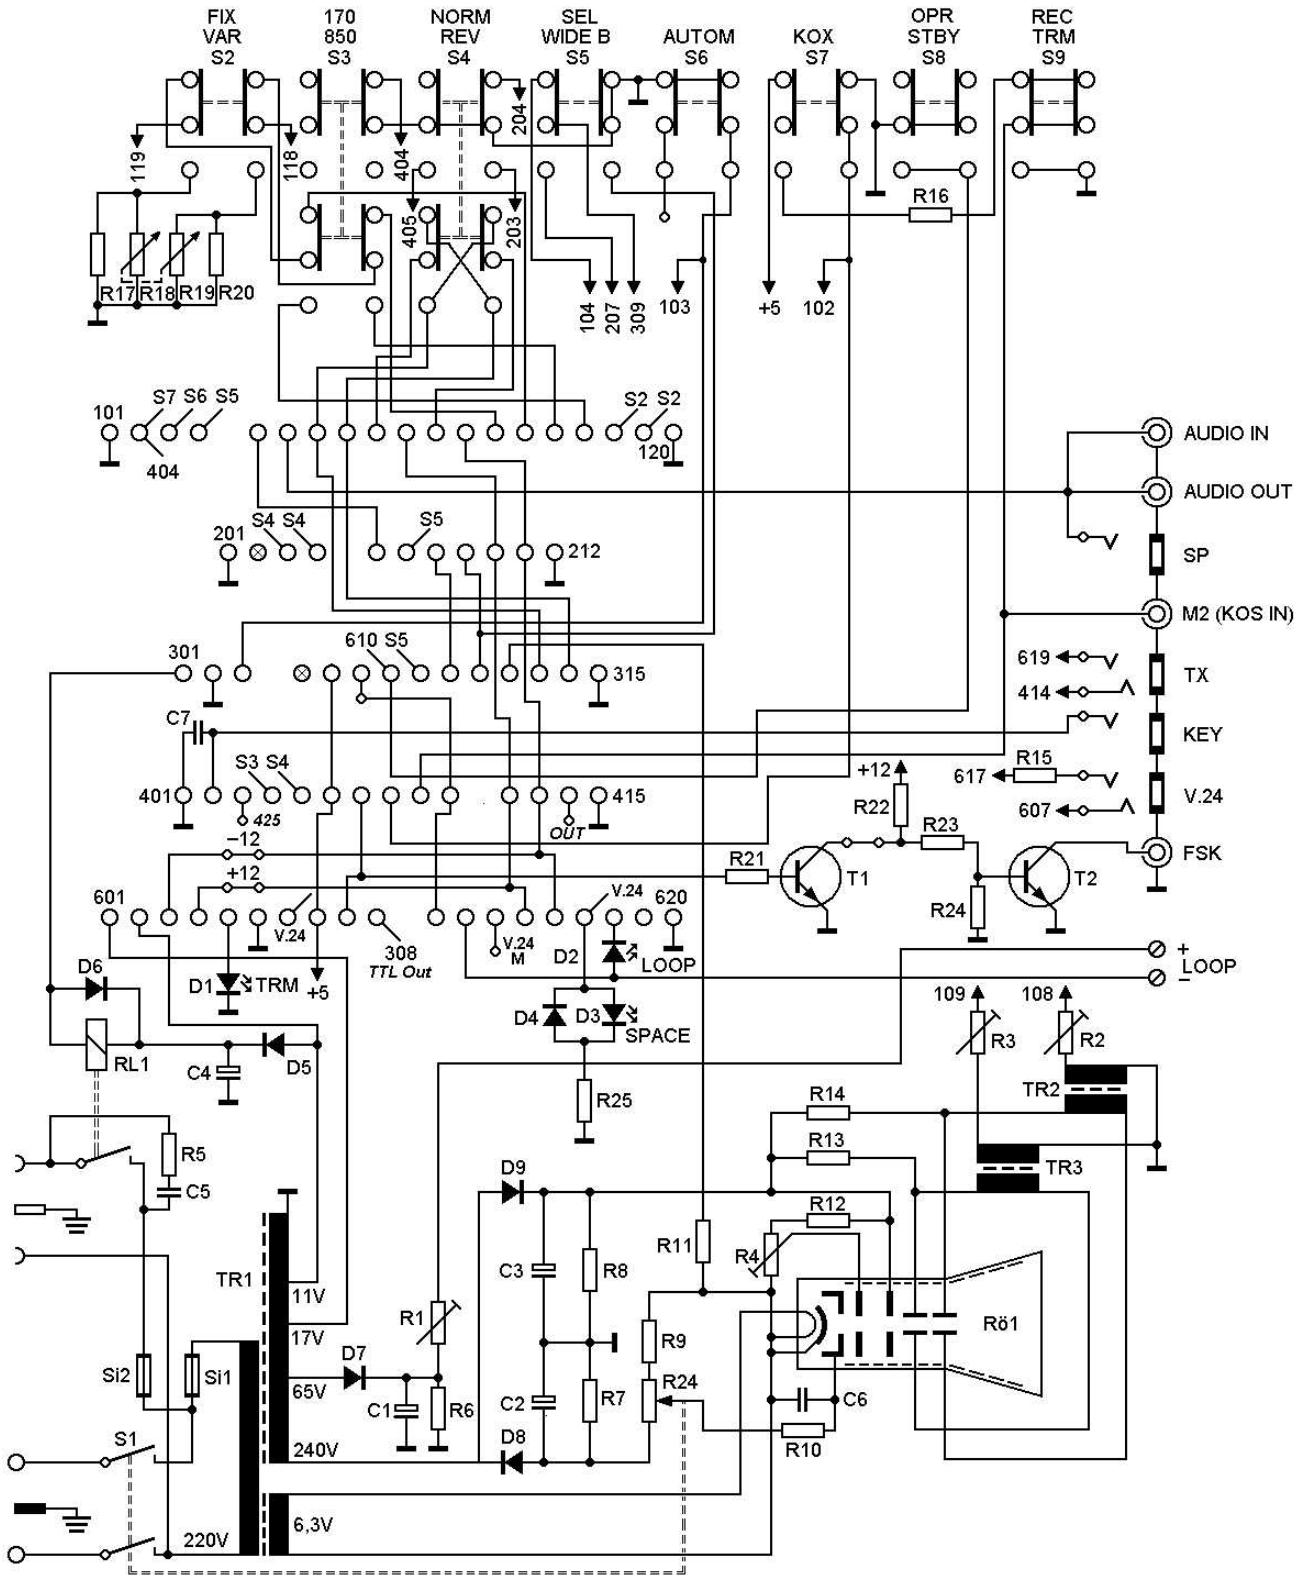 FIX
VAR
S2
170
850
S3
NORM
REV
S4
SEL
WIDE B
S5
AUTOM
S6
KOX
S7
OPR
STBY
S8
REC
TRM
S9
119
118
404
405
204
203
R16
R17
R18
R19
R20
104
207
309
103
+5
102
101
S7
S6
S5
404
S2
S2
120
AUDIO IN
AUDIO OUT
201
S4
S4
S5
212
SP
M2 (KOS IN)
301
610
S5
315
619
TX
414
C7
KEY
S3
S4
+12
617
R15
401
425
OUT
415
R22
607
V.24
–12
R23
FSK
+12
R21
T1
T2
601
V.24
V.24
620
R24
V.24
M
308
TTL Out
D2
LOOP
+
LOOP
–
D6
D1
TRM
+5
D4
D3
SPACE
109
108
R3
R2
RL1
C4
D5
R25
R14
TR2
R13
R5
C5
D9
TR3
R12
R11
R4
TR1
C3
R8
11V
R1
17V
Rö1
R9
D7
Si2
Si1
65V
R24
C1
R6
C2
R7
C6
S1
D8
R10
240V
6,3V
220V